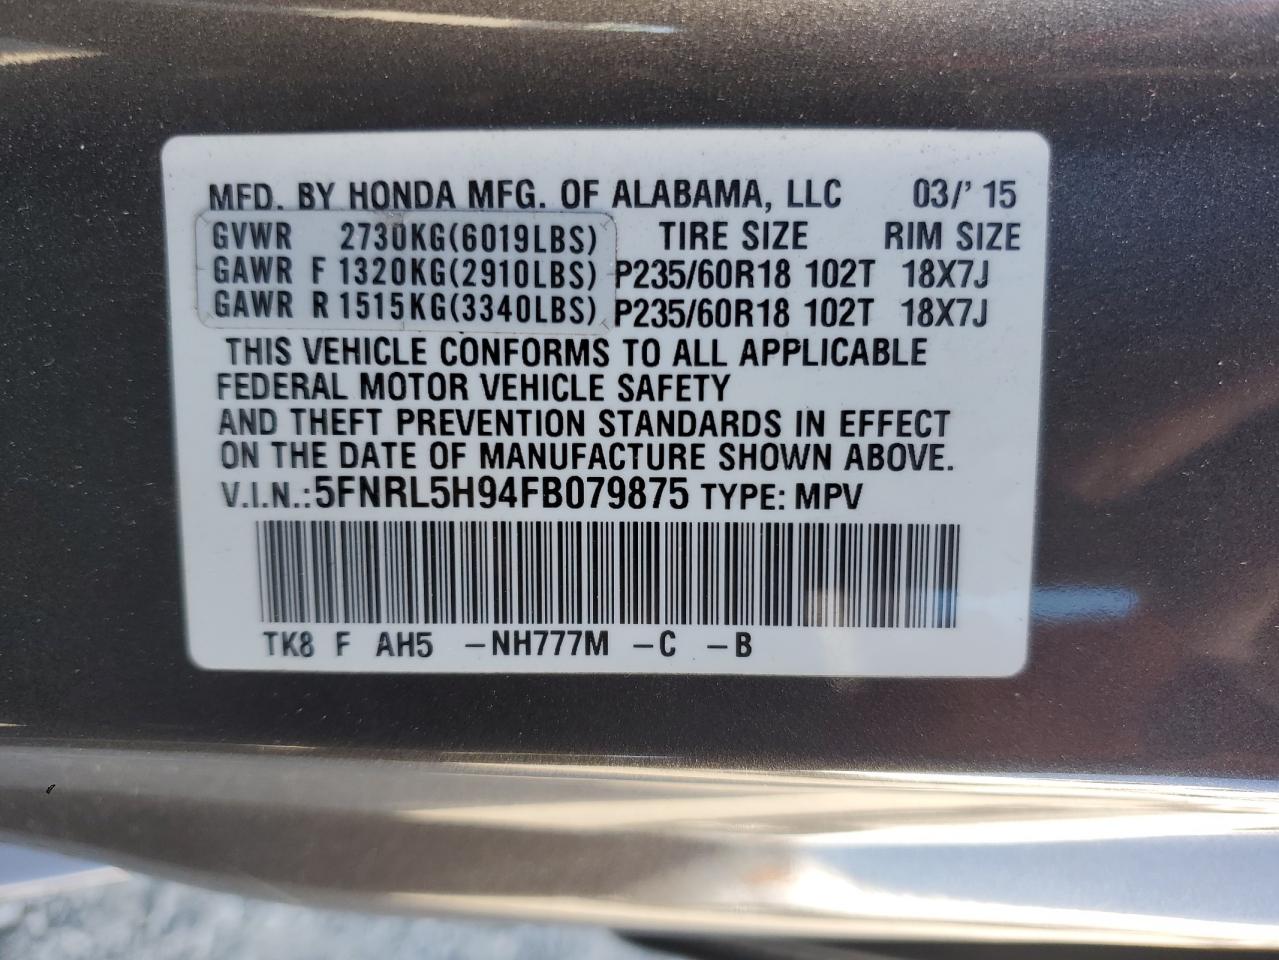 MFD. BY HONDA MFG. OF ALABAMA, LLC 03/' 15
GVWR 2730KG(6019LBS) TIRE SIZE RIM SIZE
GAWR F 1320KG(2910LBS) P235/60R18 102T 18X7J
GAWR R 1515KG(3340LBS) P235/60R18 102T 18X7J
THIS VEHICLE CONFORMS TO ALL APPLICABLE
FEDERAL MOTOR VEHICLE SAFETY
AND THEFT PREVENTION STANDARDS IN EFFECT
ON THE DATE OF MANUFACTURE SHOWN ABOVE.
V.I.N.:5FNRL5H94FB079875 TYPE: MPV
TK8 F AH5 -NH777M -C -B